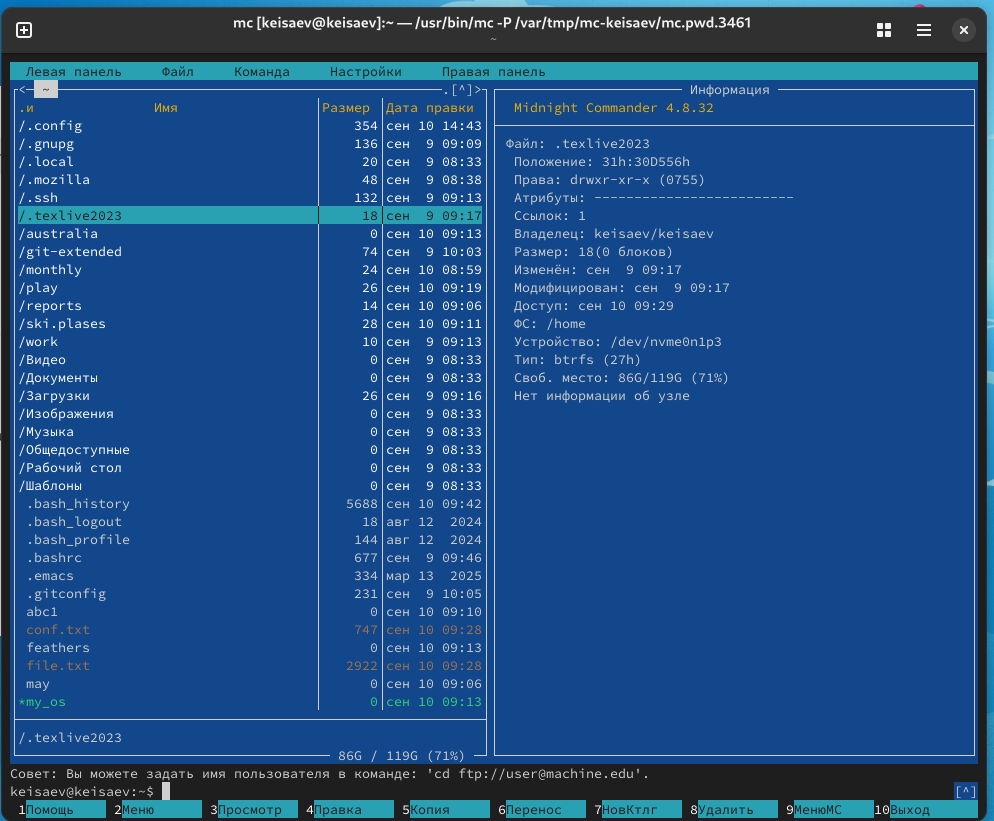 mc [keisaev@keisaev]:~ — /usr/bin/mc -P /var/tmp/mc-keisaev/mc.pwd.3461
~
Левая панель Файл Команда Настройки Правая панель
<─ ~ .[^]>
.и Имя Размер Дата правки
/.config 354 сен 10 14:43
/.gnupg 136 сен 9 09:09
/.local 20 сен 9 08:33
/.mozilla 48 сен 9 08:38
/.ssh 132 сен 9 09:13
/.texlive2023 18 сен 9 09:17
/australia 0 сен 10 09:13
/git-extended 74 сен 9 10:03
/monthly 24 сен 10 08:59
/play 26 сен 10 09:19
/reports 14 сен 10 09:06
/ski.plases 28 сен 10 09:11
/work 10 сен 9 09:13
/Видео 0 сен 9 08:33
/Документы 0 сен 9 08:33
/Загрузки 26 сен 9 09:16
/Изображения 0 сен 9 08:33
/Музыка 0 сен 9 08:33
/Общедоступные 0 сен 9 08:33
/Рабочий стол 0 сен 9 08:33
/Шаблоны 0 сен 9 08:33
.bash_history 5688 сен 10 09:42
.bash_logout 18 авг 12 2024
.bash_profile 144 авг 12 2024
.bashrc 677 сен 9 09:46
.emacs 334 мар 13 2025
.gitconfig 231 сен 9 10:05
abc1 0 сен 10 09:10
conf.txt 747 сен 10 09:28
feathers 0 сен 10 09:13
file.txt 2922 сен 10 09:28
may 0 сен 10 09:06
*my_os 0 сен 10 09:13
/.texlive2023
86G / 119G (71%)
Информация
Midnight Commander 4.8.32
Файл: .texlive2023
Положение: 31h:30D556h
Права: drwxr-xr-x (0755)
Атрибуты: -------------------------
Ссылок: 1
Владелец: keisaev/keisaev
Размер: 18(0 блоков)
Изменён: сен 9 09:17
Модифицирован: сен 9 09:17
Доступ: сен 10 09:29
ФС: /home
Устройство: /dev/nvme0n1p3
Тип: btrfs (27h)
Своб. место: 86G/119G (71%)
Нет информации об узле
Совет: Вы можете задать имя пользователя в команде: 'cd ftp://user@machine.edu'.
keisaev@keisaev:~$ [^]
1Помощь 2Меню 3Просмотр 4Правка 5Копия 6Перенос 7НовКтлг 8Удалить 9МенюMC 10Выход